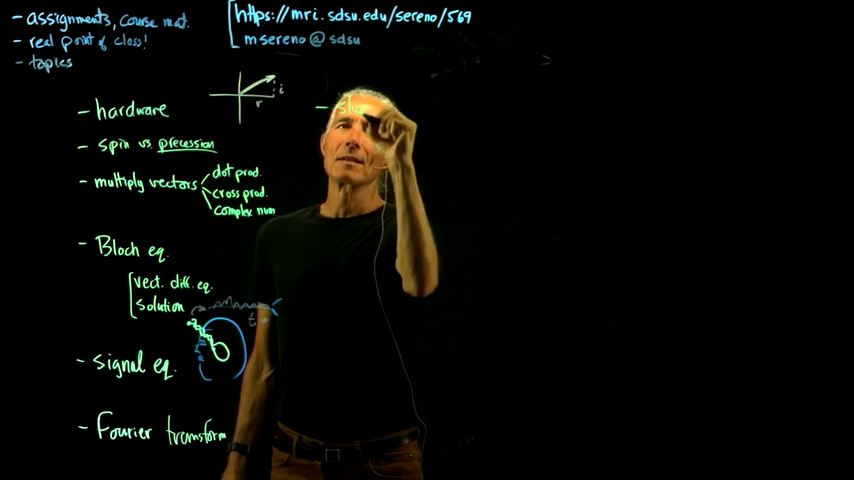 - assignments, course mat.
- real point of class!
- topics
https://mri.sdsu.edu/sereno/569
msereno@sdsu
- hardware
i
r
- spin vs. precession
- multiply vectors
dot prod.
cross prod.
complex num
- Bloch eq.
vect. diff. eq.
solution
t
- signal eq.
- Fourier transform
- slic